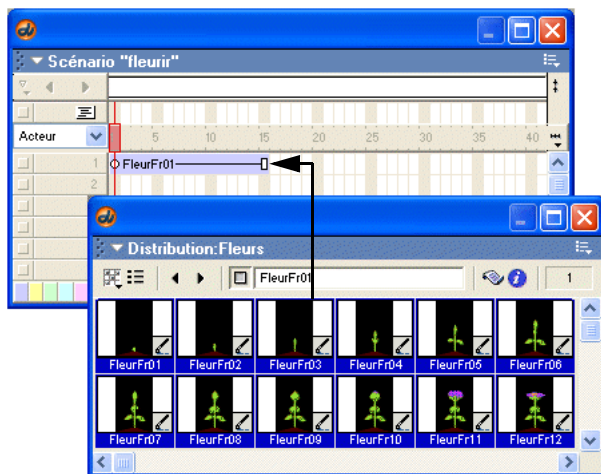 Scénario "fleurir"
Acteur
5 10 15 20 25 30 35 40
1 FleurFr01
2
Distribution:Fleurs
FleurFr01 1
FleurFr01 FleurFr02 FleurFr03 FleurFr04 FleurFr05 FleurFr06
FleurFr07 FleurFr08 FleurFr09 FleurFr10 FleurFr11 FleurFr12